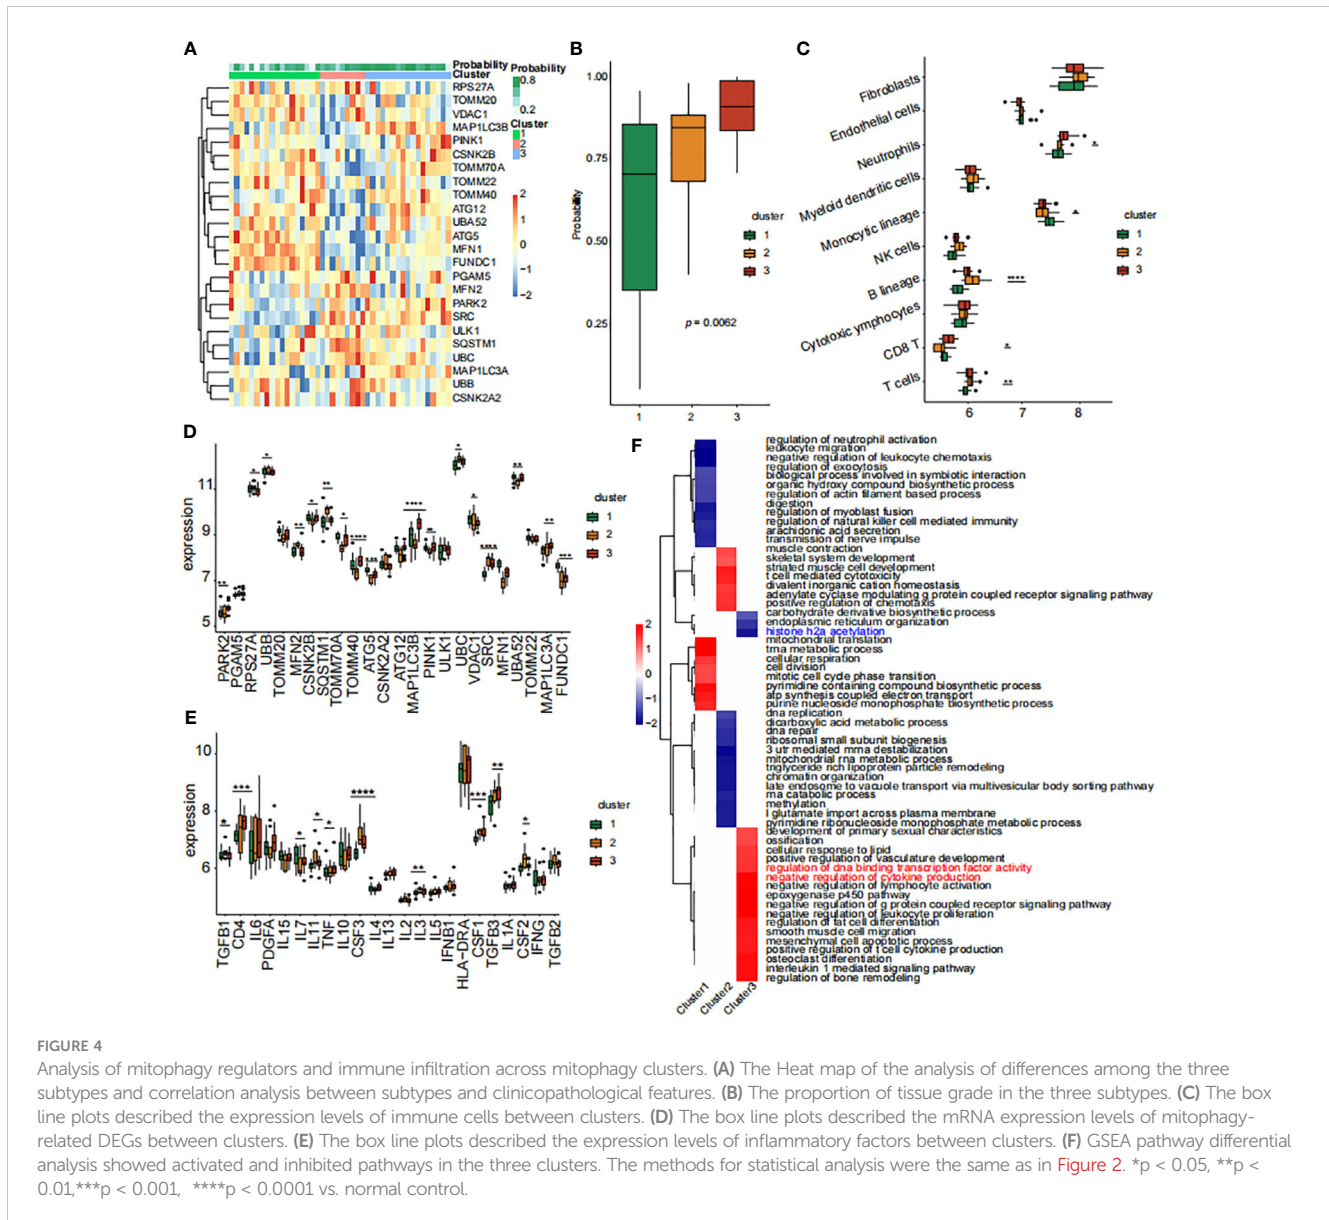 A
Probability
Cluster
RPS27A
TOMM20
VDAC1
MAP1LC3B
PINK1
CSNK2B
TOMM70A
TOMM22
TOMM40
ATG12
UBA52
ATG5
MFN1
FUNDC1
PGAM5
MFN2
PARK2
SRC
ULK1
SQSTM1
UBC
MAP1LC3A
UBB
CSNK2A2
Probability
0.8
0.2
Cluster
1
2
3
2
1
0
−1
−2
B
1.00
0.75
0.50
0.25
Probability
p = 0.0062
1 2 3
cluster
1
2
3
C
Fibroblasts
Endothelial cells
Neutrophils
*
Myeloid dendritic cells
Monocytic lineage
*
NK cells
B lineage
****
Cytotoxic ymphocytes
CD8 T
*
T cells
**
6 7 8
cluster
1
2
3
D
expression
11
9
7
5
** * * ** * ** * **** *** **** ** * * **** ** ** ***
PARK2
PGAM5
RPS27A
UBB
TOMM20
MFN2
CSNK2B
SQSTM1
TOMM70A
TOMM40
ATG5
CSNK2A2
ATG12
MAP1LC3B
PINK1
ULK1
UBC
VDAC1
SRC
MFN1
UBA52
TOMM22
MAP1LC3A
FUNDC1
cluster
1
2
3
E
expression
10
8
6
* *** * * * **** ** *** ** *
TGFB1
CD4
IL6
PDGFA
IL15
IL7
IL11
TNF
IL10
CSF3
IL4
IL13
IL2
IL3
IL5
IFNB1
HLA−DRA
CSF1
TGFB3
IL1A
CSF2
IFNG
TGFB2
cluster
1
2
3
F
2
1
0
−1
−2
regulation of neutrophil activation
leukocyte migration
negative regulation of leukocyte chemotaxis
regulation of exocytosis
biological process involved in symbiotic interaction
organic hydroxy compound biosynthetic process
regulation of actin filament based process
digestion
regulation of myoblast fusion
regulation of natural killer cell mediated immunity
arachidonic acid secretion
transmission of nerve impulse
muscle contraction
skeletal system development
striated muscle cell development
t cell mediated cytotoxicity
divalent inorganic cation homeostasis
adenylate cyclase modulating g protein coupled receptor signaling pathway
positive regulation of chemotaxis
carbohydrate derivative biosynthetic process
endoplasmic reticulum organization
histone h2a acetylation
mitochondrial translation
trna metabolic process
cellular respiration
cell division
mitotic cell cycle phase transition
pyrimidine containing compound biosynthetic process
atp synthesis coupled electron transport
purine nucleoside monophosphate biosynthetic process
dna replication
dicarboxylic acid metabolic process
dna repair
ribosomal small subunit biogenesis
3 utr mediated mrna destabilization
mitochondrial rna metabolic process
triglyceride rich lipoprotein particle remodeling
chromatin organization
late endosome to vacuole transport via multivesicular body sorting pathway
rna catabolic process
methylation
l glutamate import across plasma membrane
pyrimidine ribonucleoside monophosphate metabolic process
development of primary sexual characteristics
ossification
cellular response to lipid
positive regulation of vasculature development
regulation of dna binding transcription factor activity
negative regulation of cytokine production
negative regulation of lymphocyte activation
epoxygenase p450 pathway
negative regulation of g protein coupled receptor signaling pathway
negative regulation of leukocyte proliferation
regulation of fat cell differentiation
smooth muscle cell migration
mesenchymal cell apoptotic process
positive regulation of t cell cytokine production
osteoclast differentiation
interleukin 1 mediated signaling pathway
regulation of bone remodeling
Cluster1
Cluster2
Cluster3
FIGURE 4
Analysis of mitophagy regulators and immune infiltration across mitophagy clusters. (A) The Heat map of the analysis of differences among the three
subtypes and correlation analysis between subtypes and clinicopathological features. (B) The proportion of tissue grade in the three subtypes. (C) The box
line plots described the expression levels of immune cells between clusters. (D) The box line plots described the mRNA expression levels of mitophagy-
related DEGs between clusters. (E) The box line plots described the expression levels of inflammatory factors between clusters. (F) GSEA pathway differential
analysis showed activated and inhibited pathways in the three clusters. The methods for statistical analysis were the same as in Figure 2. *p < 0.05, **p <
0.01,***p < 0.001, ****p < 0.0001 vs. normal control.